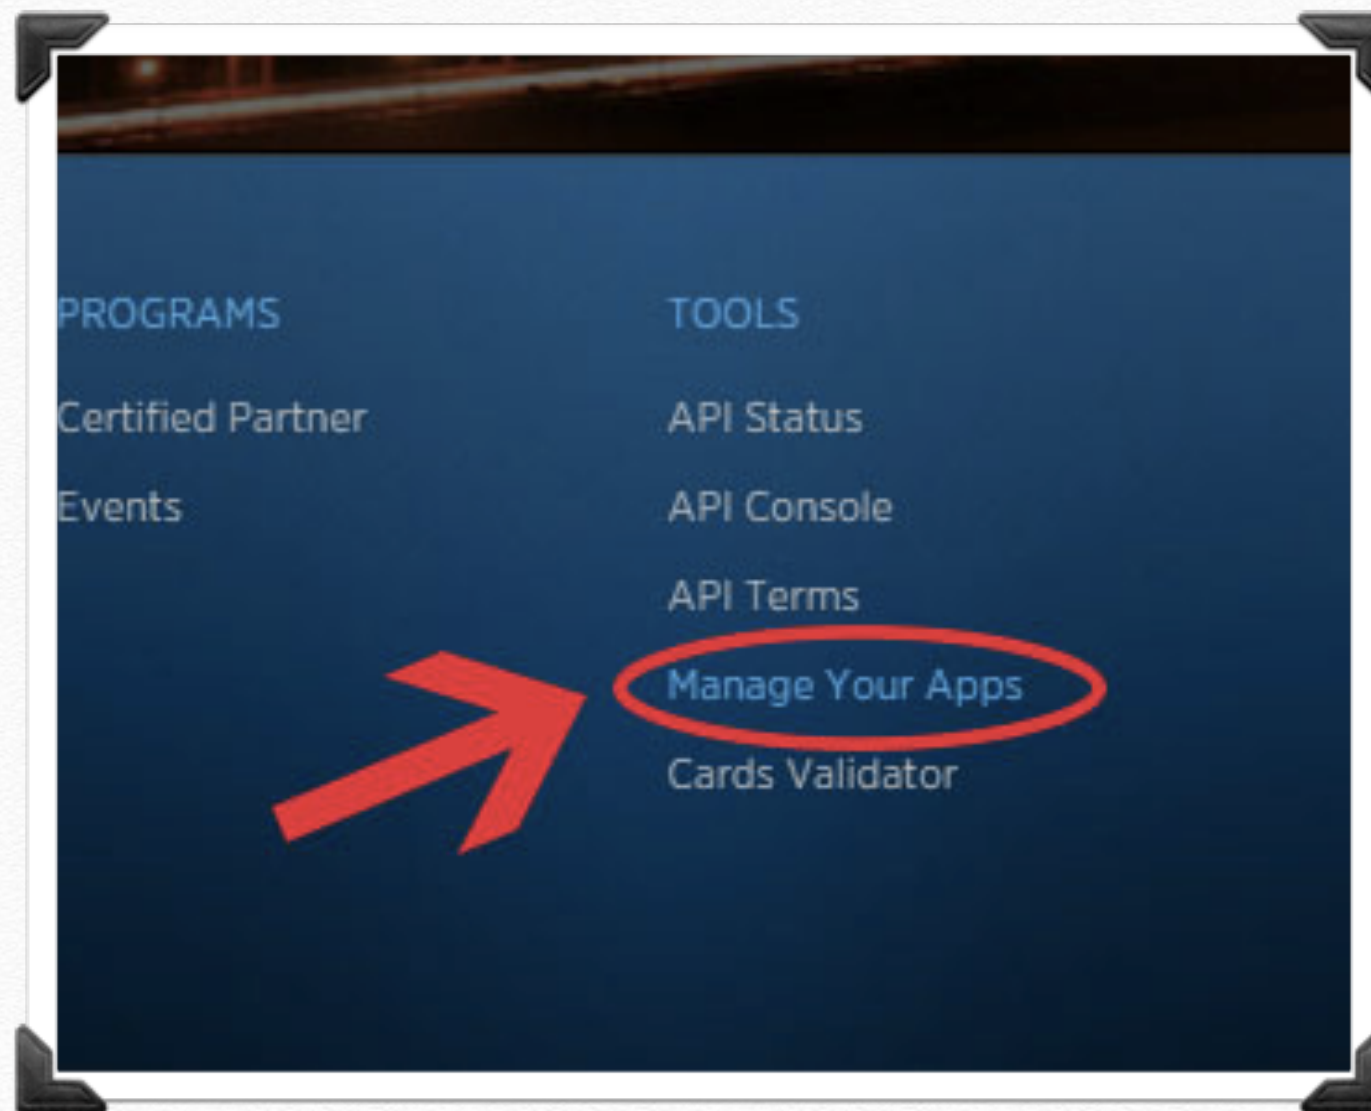 PROGRAMS
Certified Partner
Events
TOOLS
API Status
API Console
API Terms
Manage Your Apps
Cards Validator